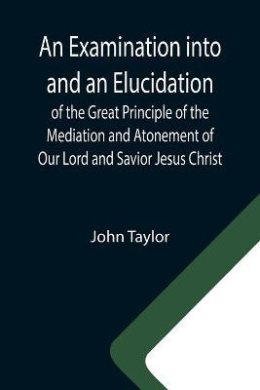 An Examination into
and an Elucidation
of the Great Principle of the
Mediation and Atonement of
Our Lord and Savior Jesus Christ
John Taylor